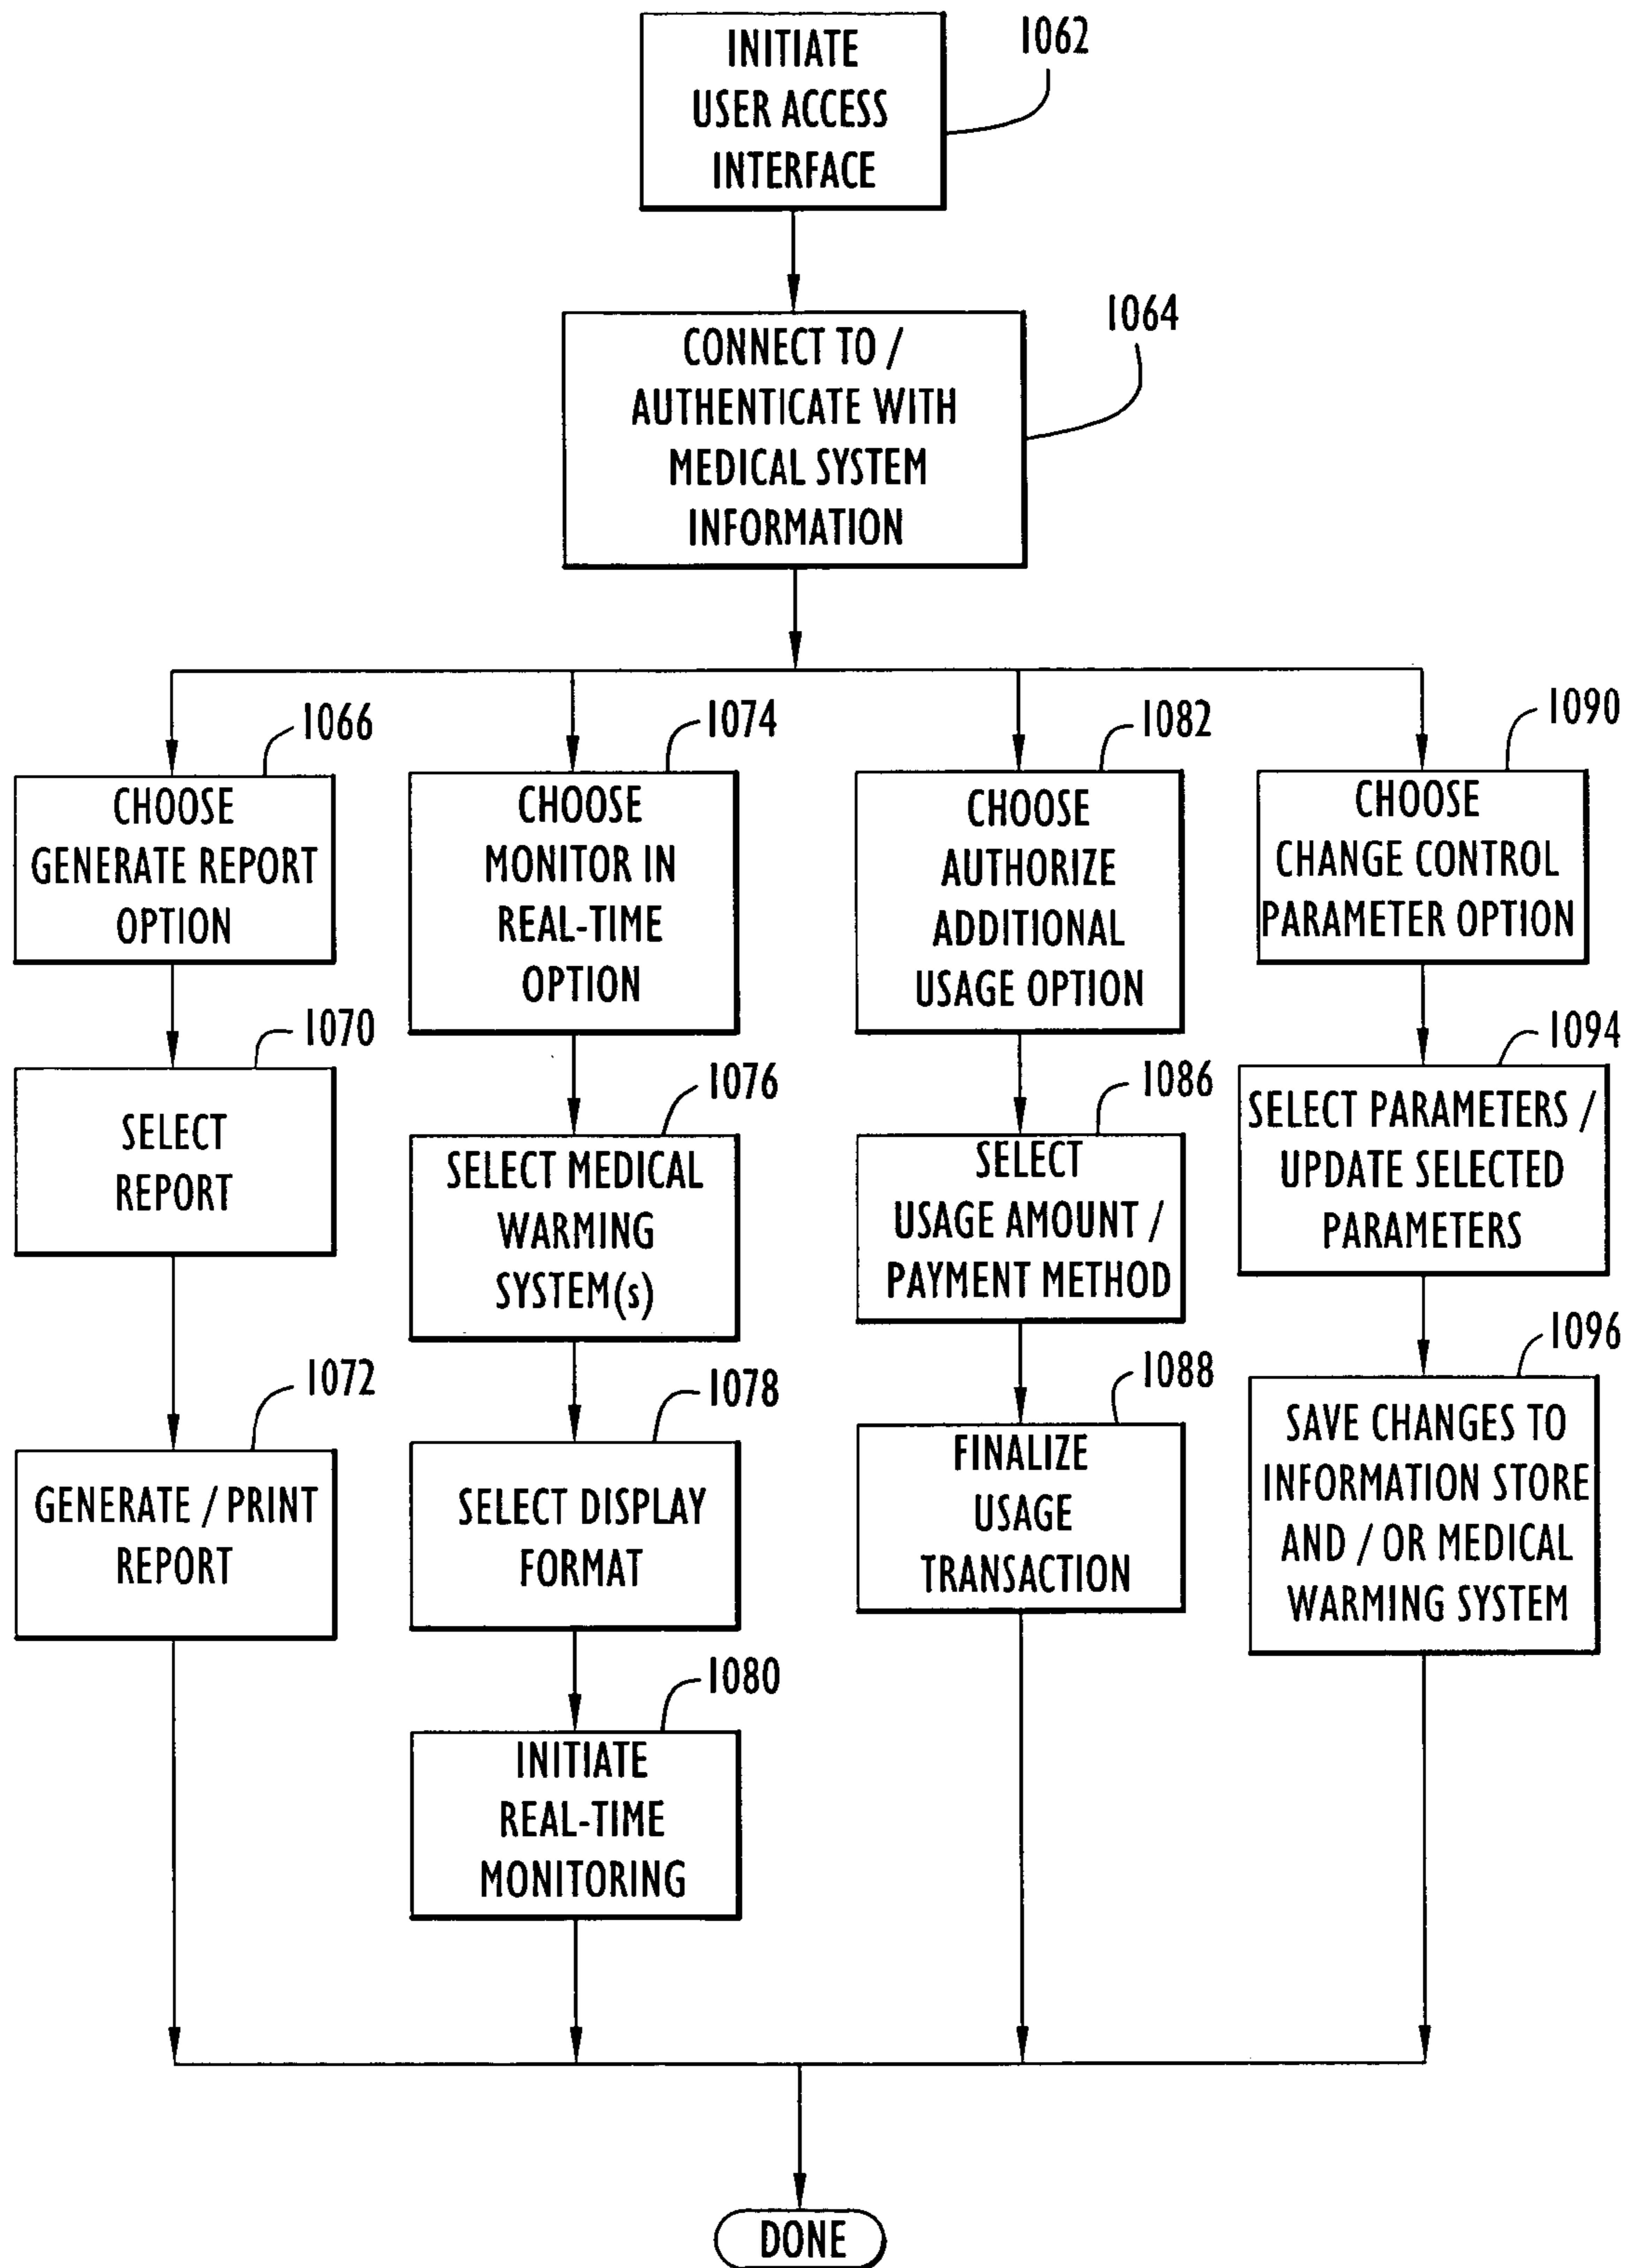 INITIATE
USER ACCESS
INTERFACE
1062
CONNECT TO /
AUTHENTICATE WITH
MEDICAL SYSTEM
INFORMATION
1064
1066
CHOOSE
GENERATE REPORT
OPTION
1070
SELECT
REPORT
1072
GENERATE / PRINT
REPORT
1074
CHOOSE
MONITOR IN
REAL-TIME
OPTION
1076
SELECT MEDICAL
WARMING
SYSTEM(s)
1078
SELECT DISPLAY
FORMAT
1080
INITIATE
REAL-TIME
MONITORING
1082
CHOOSE
AUTHORIZE
ADDITIONAL
USAGE OPTION
1086
SELECT
USAGE AMOUNT /
PAYMENT METHOD
1088
FINALIZE
USAGE
TRANSACTION
1090
CHOOSE
CHANGE CONTROL
PARAMETER OPTION
1094
SELECT PARAMETERS /
UPDATE SELECTED
PARAMETERS
1096
SAVE CHANGES TO
INFORMATION STORE
AND / OR MEDICAL
WARMING SYSTEM
DONE